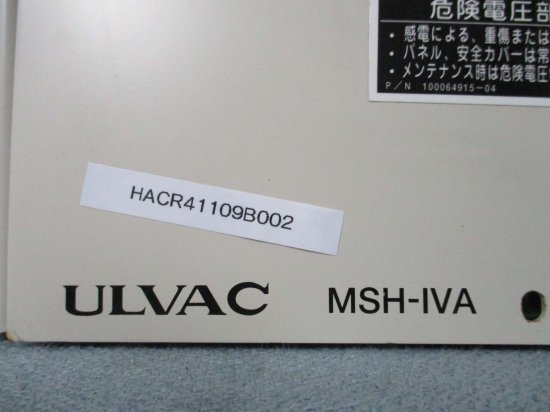 危険電圧部
・感電による、重傷または
・パネル、安全カバーは常
・メンテナンス時は危険電圧
P/N 100064915-04
HACR41109B002
ULVAC MSH-IVA